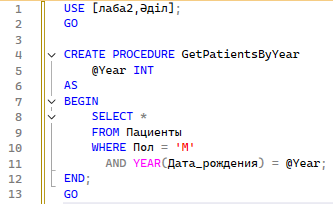 1 USE [лаба2,Әділ];
2 GO
3
4 CREATE PROCEDURE GetPatientsByYear
5 @Year INT
6 AS
7 BEGIN
8 SELECT *
9 FROM Пациенты
10 WHERE Пол = 'М'
11 AND YEAR(Дата_рождения) = @Year;
12 END;
13 GO